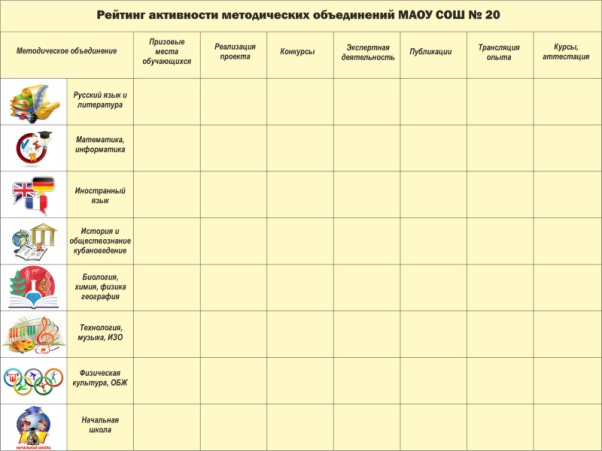 Рейтинг активности методических объединений МАОУ СОШ № 20
Методическое объединение
Призовые
места
обучающихся
Реализация
проекта
Конкурсы
Экспертная
деятельность
Публикации
Трансляция
опыта
Курсы,
аттестация
Русский язык и
литература
Математика,
информатика
Иностранный
язык
История и
обществознание
кубановедение
Биология,
химия, физика
география
Технология,
музыка, ИЗО
Физическая
культура, ОБЖ
Начальная
школа
НАЧАЛЬНАЯ ШКОЛА